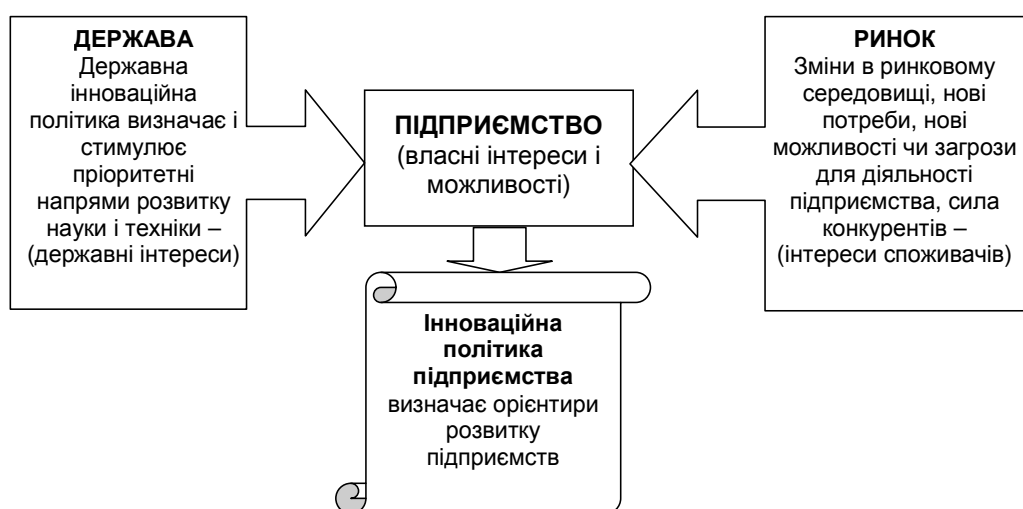 ДЕРЖАВА
Державна
інноваційна
політика визначає і
стимулює
пріоритетні
напрями розвитку
науки і техніки –
(державні інтереси)
ПІДПРИЄМСТВО
(власні інтереси і
можливості)
РИНОК
Зміни в ринковому
середовищі, нові
потреби, нові
можливості чи загрози
для діяльності
підприємства, сила
конкурентів –
(інтереси споживачів)
Інноваційна
політика
підприємства
визначає орієнтири
розвитку
підприємств